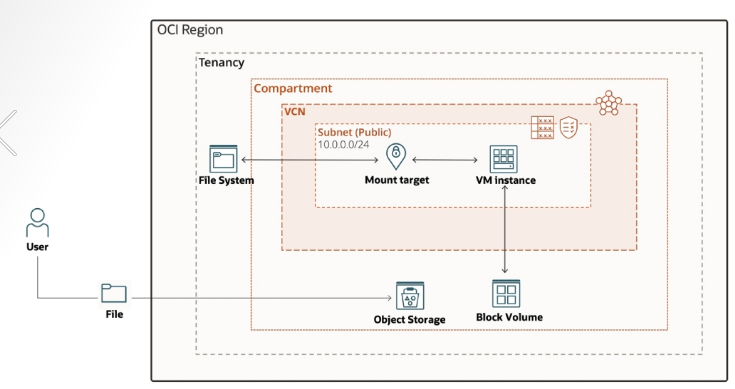 OCI Region
Tenancy
Compartment
VCN
Subnet (Public)
10.0.0.0/24
File System
Mount target
VM instance
User
File
Object Storage
Block Volume